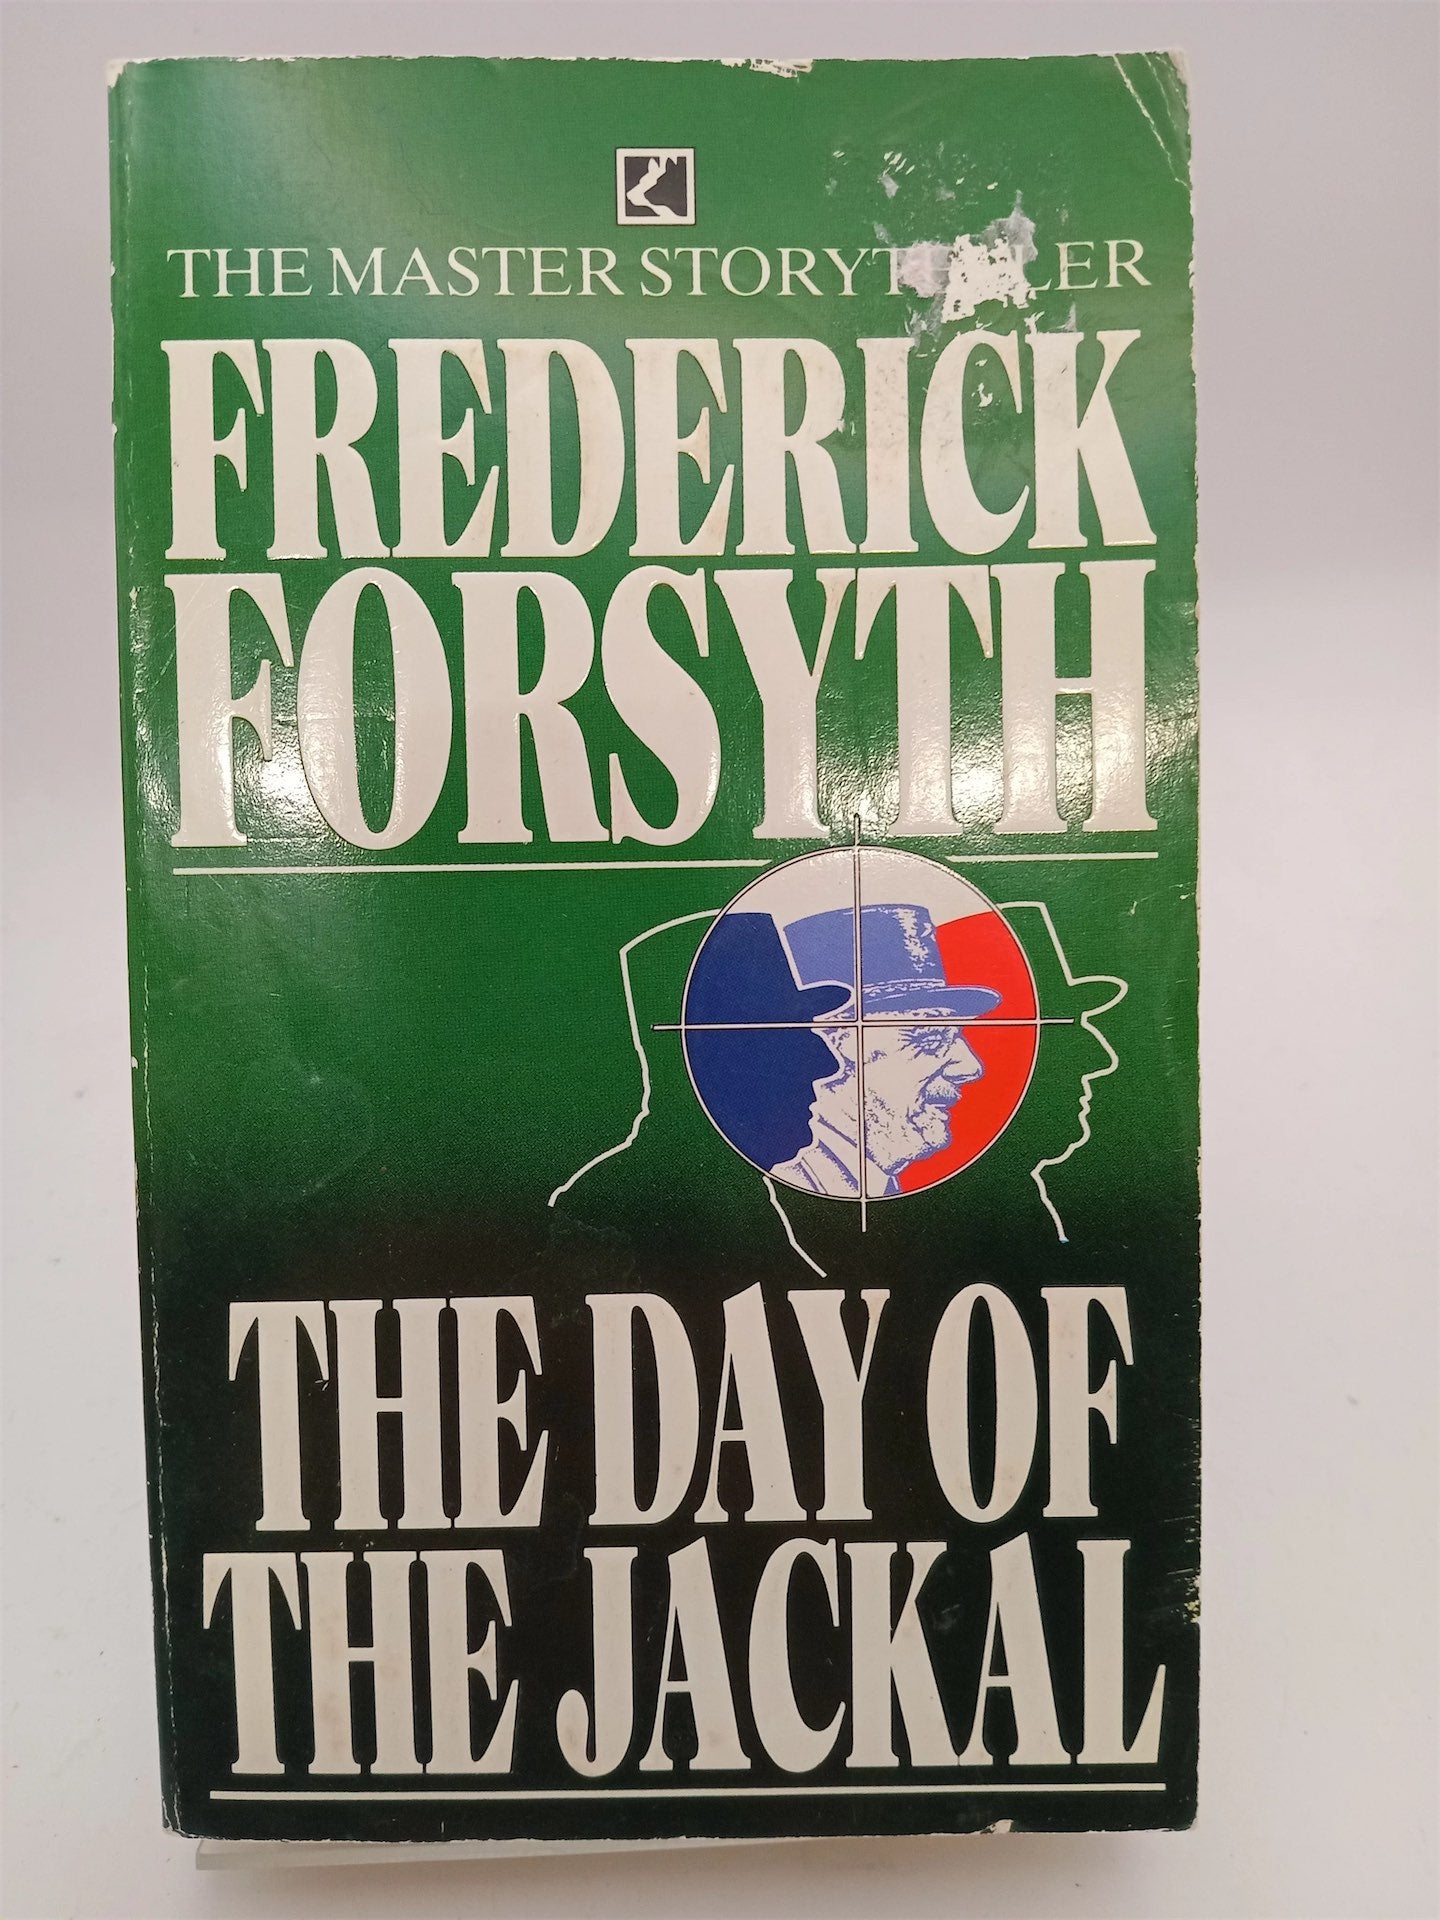 THE MASTER STORYTELLER
FREDERICK
FORSYTH
THE DAY OF
THE JACKAL